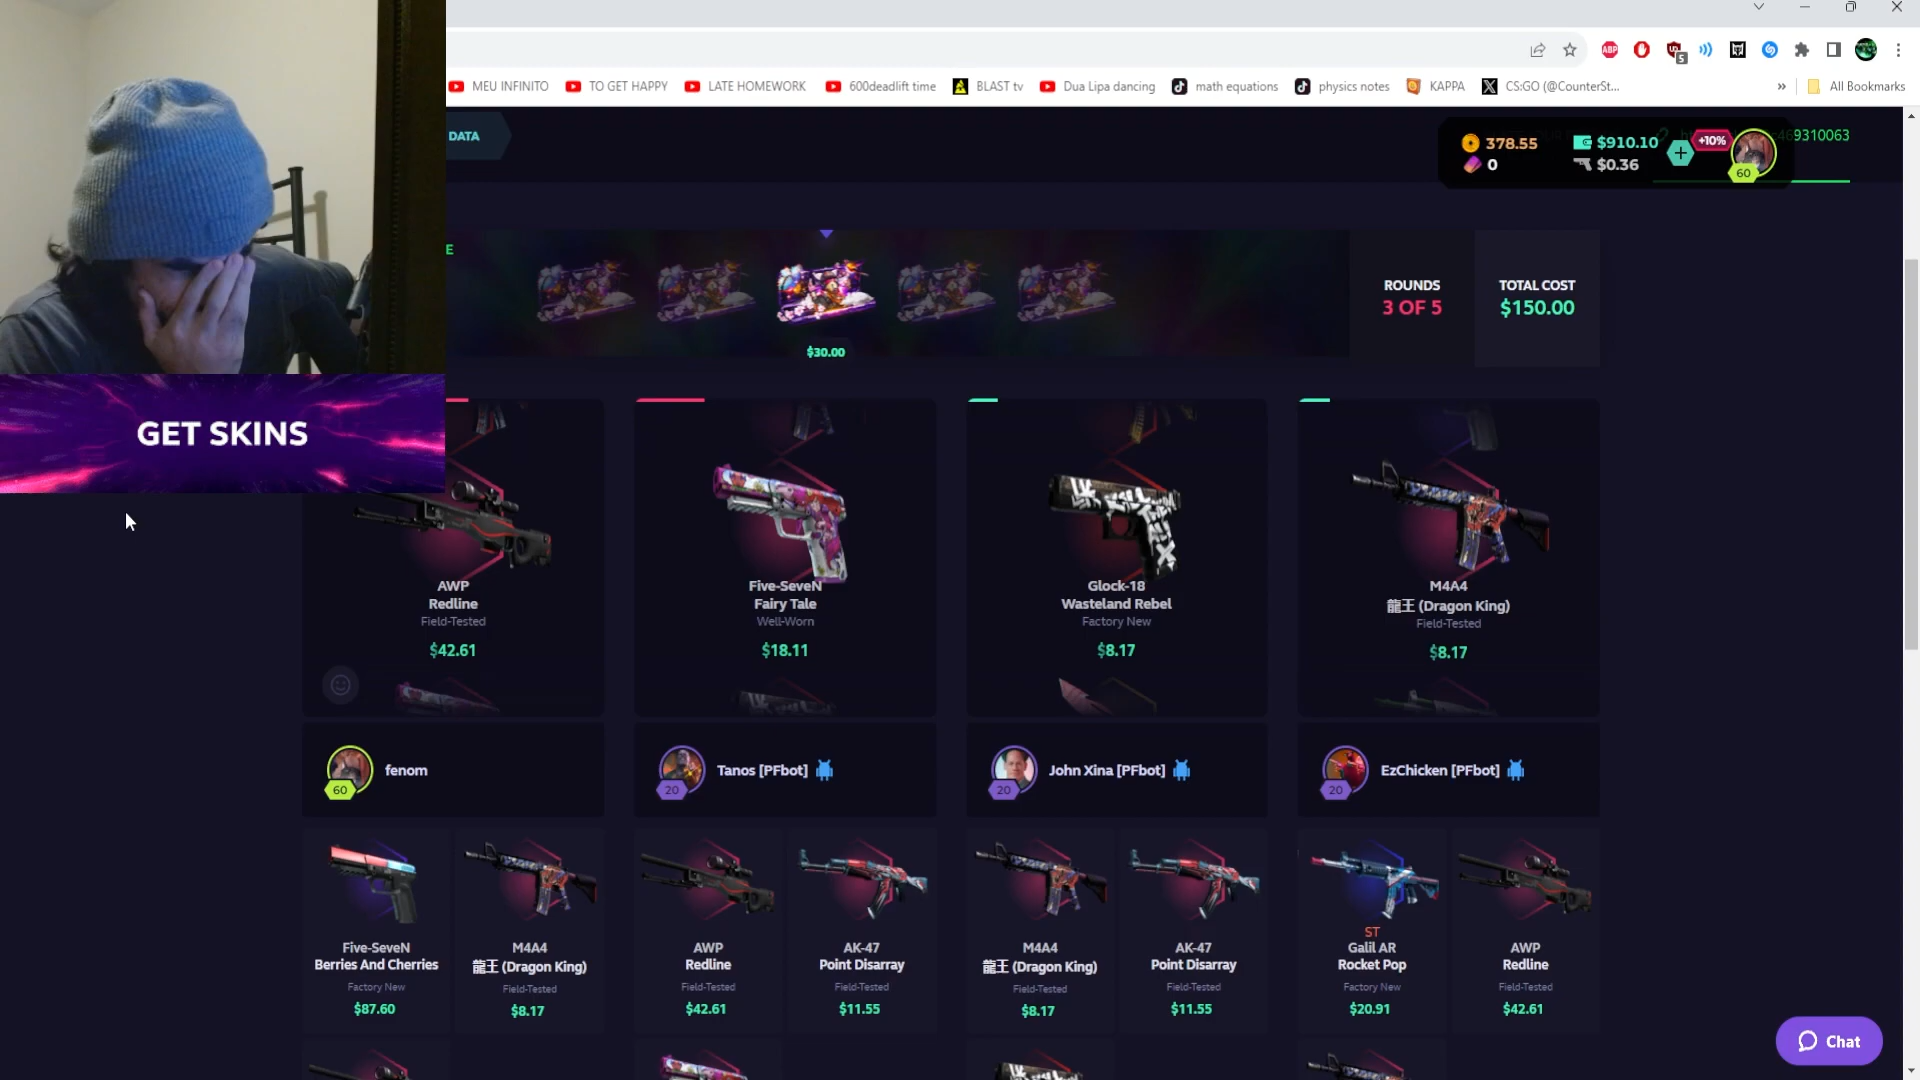 MEU INFINITO
TO GET HAPPY
LATE HOMEWORK
600deadlift time
BLAST tv
Dua Lipa dancing
math equations
physics notes
KAPPA
CS:GO (@CounterSt...
»
All Bookmarks
ABP
5
DATA
378.55
$910.10
+10%
469310063
0
$0.36
60
E
ROUNDS
3 OF 5
TOTAL COST
$150.00
$30.00
GET SKINS
AWP
Redline
Field-Tested
$42.61
Five-SeveN
Fairy Tale
Well-Worn
$18.11
Glock-18
Wasteland Rebel
Factory New
$8.17
M4A4
龍王 (Dragon King)
Field-Tested
$8.17
fenom
60
Tanos [PFbot]
20
John Xina [PFbot]
20
EzChicken [PFbot]
20
Five-SeveN
Berries And Cherries
Factory New
$87.60
M4A4
龍王 (Dragon King)
Field-Tested
$8.17
AWP
Redline
Field-Tested
$42.61
AK-47
Point Disarray
Field-Tested
$11.55
M4A4
龍王 (Dragon King)
Field-Tested
$8.17
AK-47
Point Disarray
Field-Tested
$11.55
ST
Galil AR
Rocket Pop
Factory New
$20.91
AWP
Redline
Field-Tested
$42.61
Chat